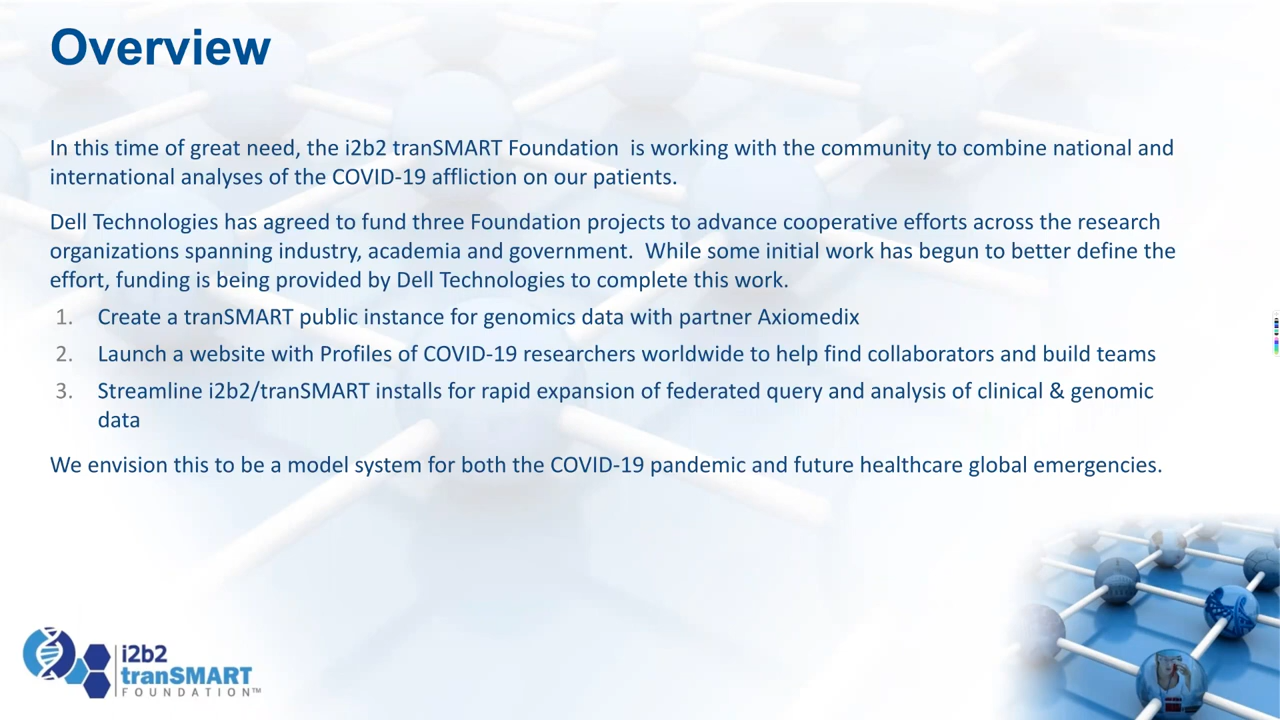 Overview
In this time of great need, the i2b2 tranSMART Foundation  is working with the community to combine national and
international analyses of the COVID-19 affliction on our patients.
Dell Technologies has agreed to fund three Foundation projects to advance cooperative efforts across the research
organizations spanning industry, academia and government.  While some initial work has begun to better define the
effort, funding is being provided by Dell Technologies to complete this work.
1. Create a tranSMART public instance for genomics data with partner Axiomedix
2. Launch a website with Profiles of COVID-19 researchers worldwide to help find collaborators and build teams
3. Streamline i2b2/tranSMART installs for rapid expansion of federated query and analysis of clinical & genomic
data
We envision this to be a model system for both the COVID-19 pandemic and future healthcare global emergencies.
i2b2
tranSMART
FOUNDATION™